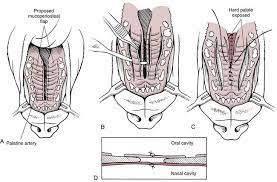 Proposed
mucoperiosteal
flap
Hard palate
exposed
A
Palatine artery
B
C
Oral cavity
Nasal cavity
D